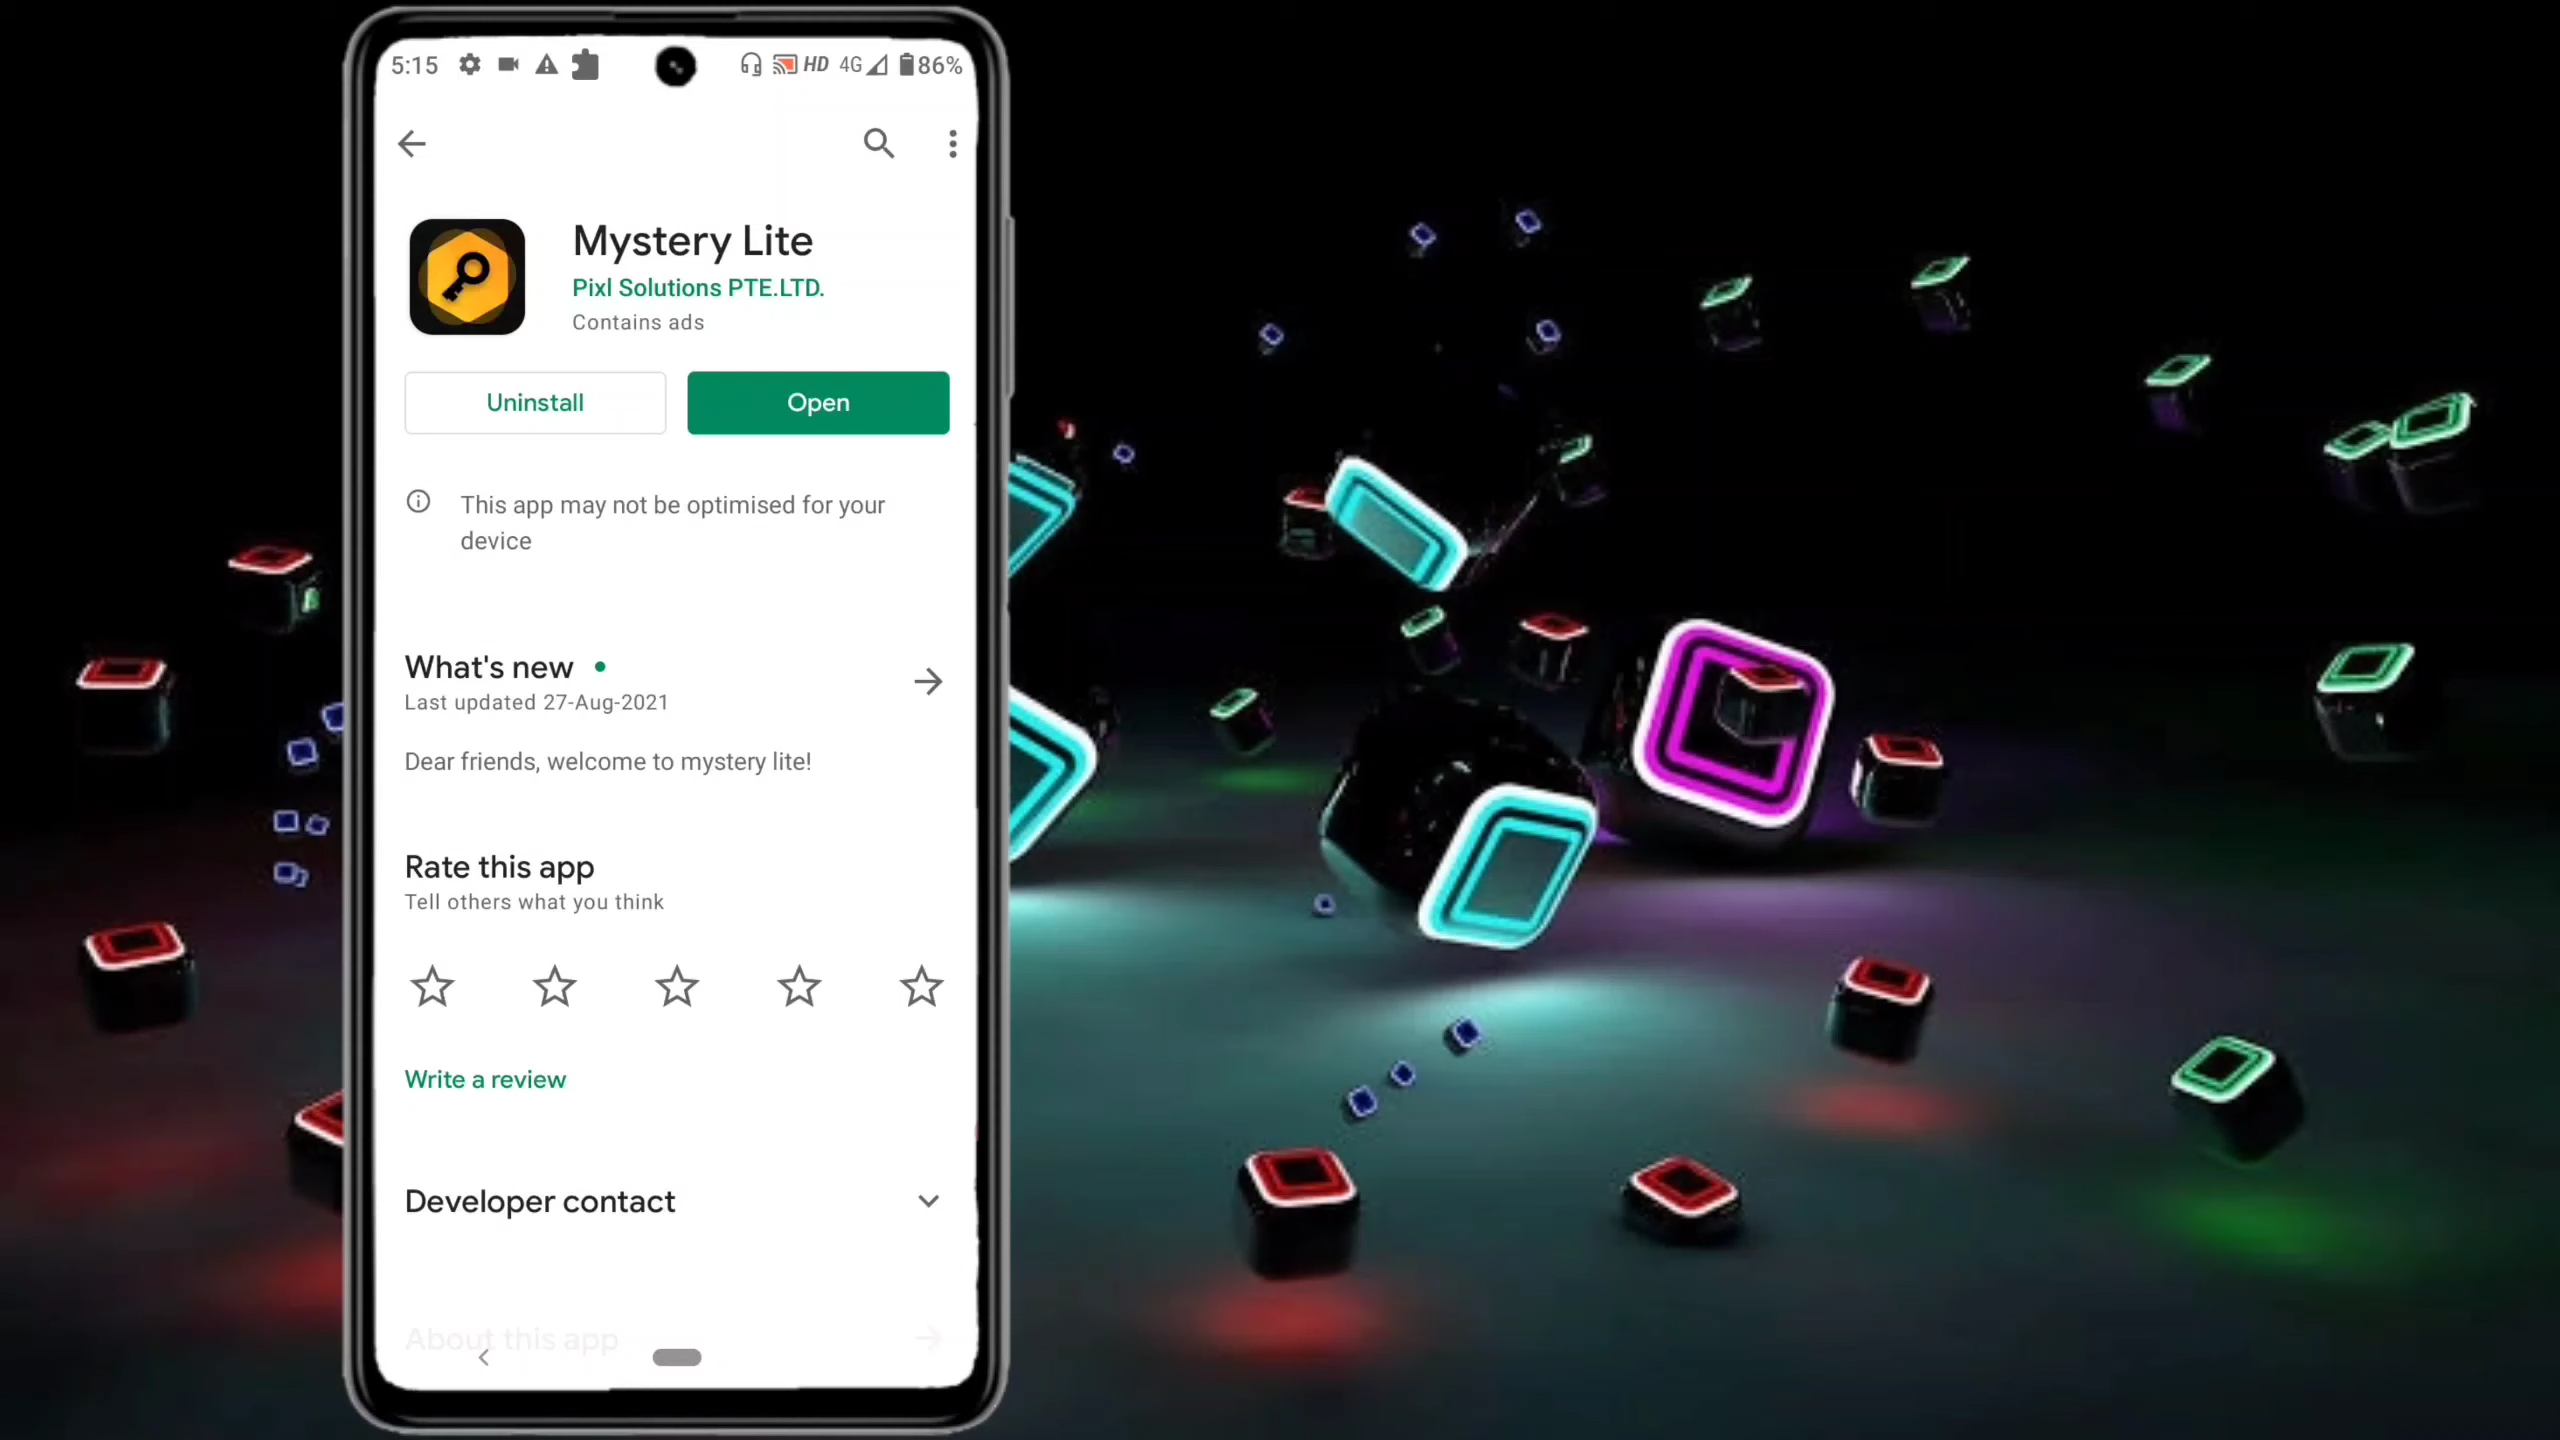 5:15 HD 4G 86%
Mystery Lite
Pixl Solutions PTE.LTD.
Contains ads
Uninstall Open
This app may not be optimised for your
device
What's new
Last updated 27-Aug-2021
Dear friends, welcome to mystery lite!
Rate this app
Tell others what you think
Write a review
Developer contact
About this app